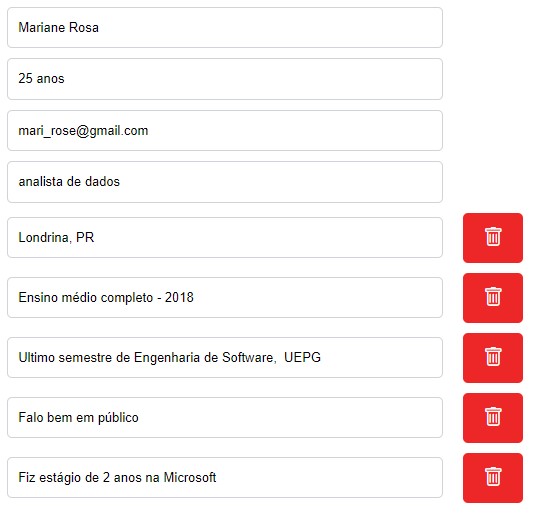 Mariane Rosa
25 anos
mari_rose@gmail.com
analista de dados
Londrina, PR
Ensino médio completo - 2018
Ultimo semestre de Engenharia de Software,  UEPG
Falo bem em público
Fiz estágio de 2 anos na Microsoft